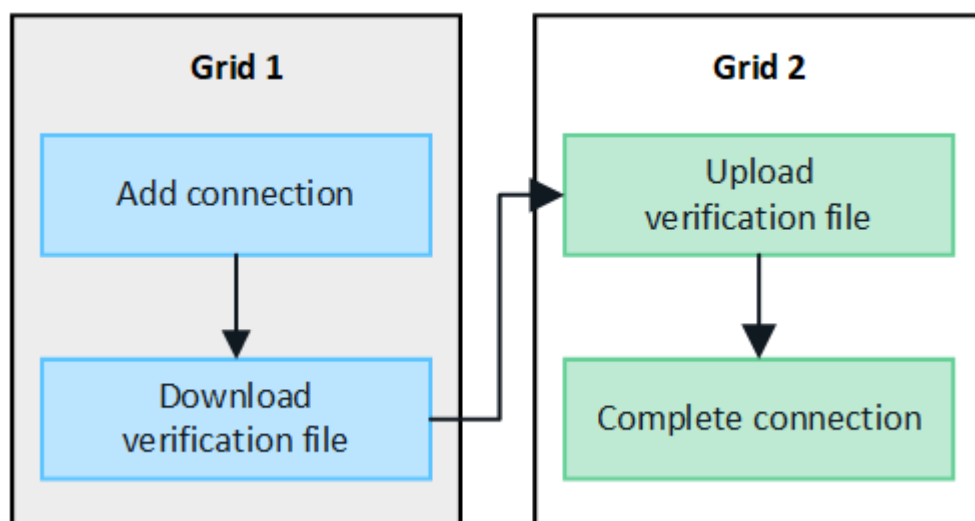 Grid 1
Add connection
Download
verification file
Grid 2
Upload
verification file
Complete connection